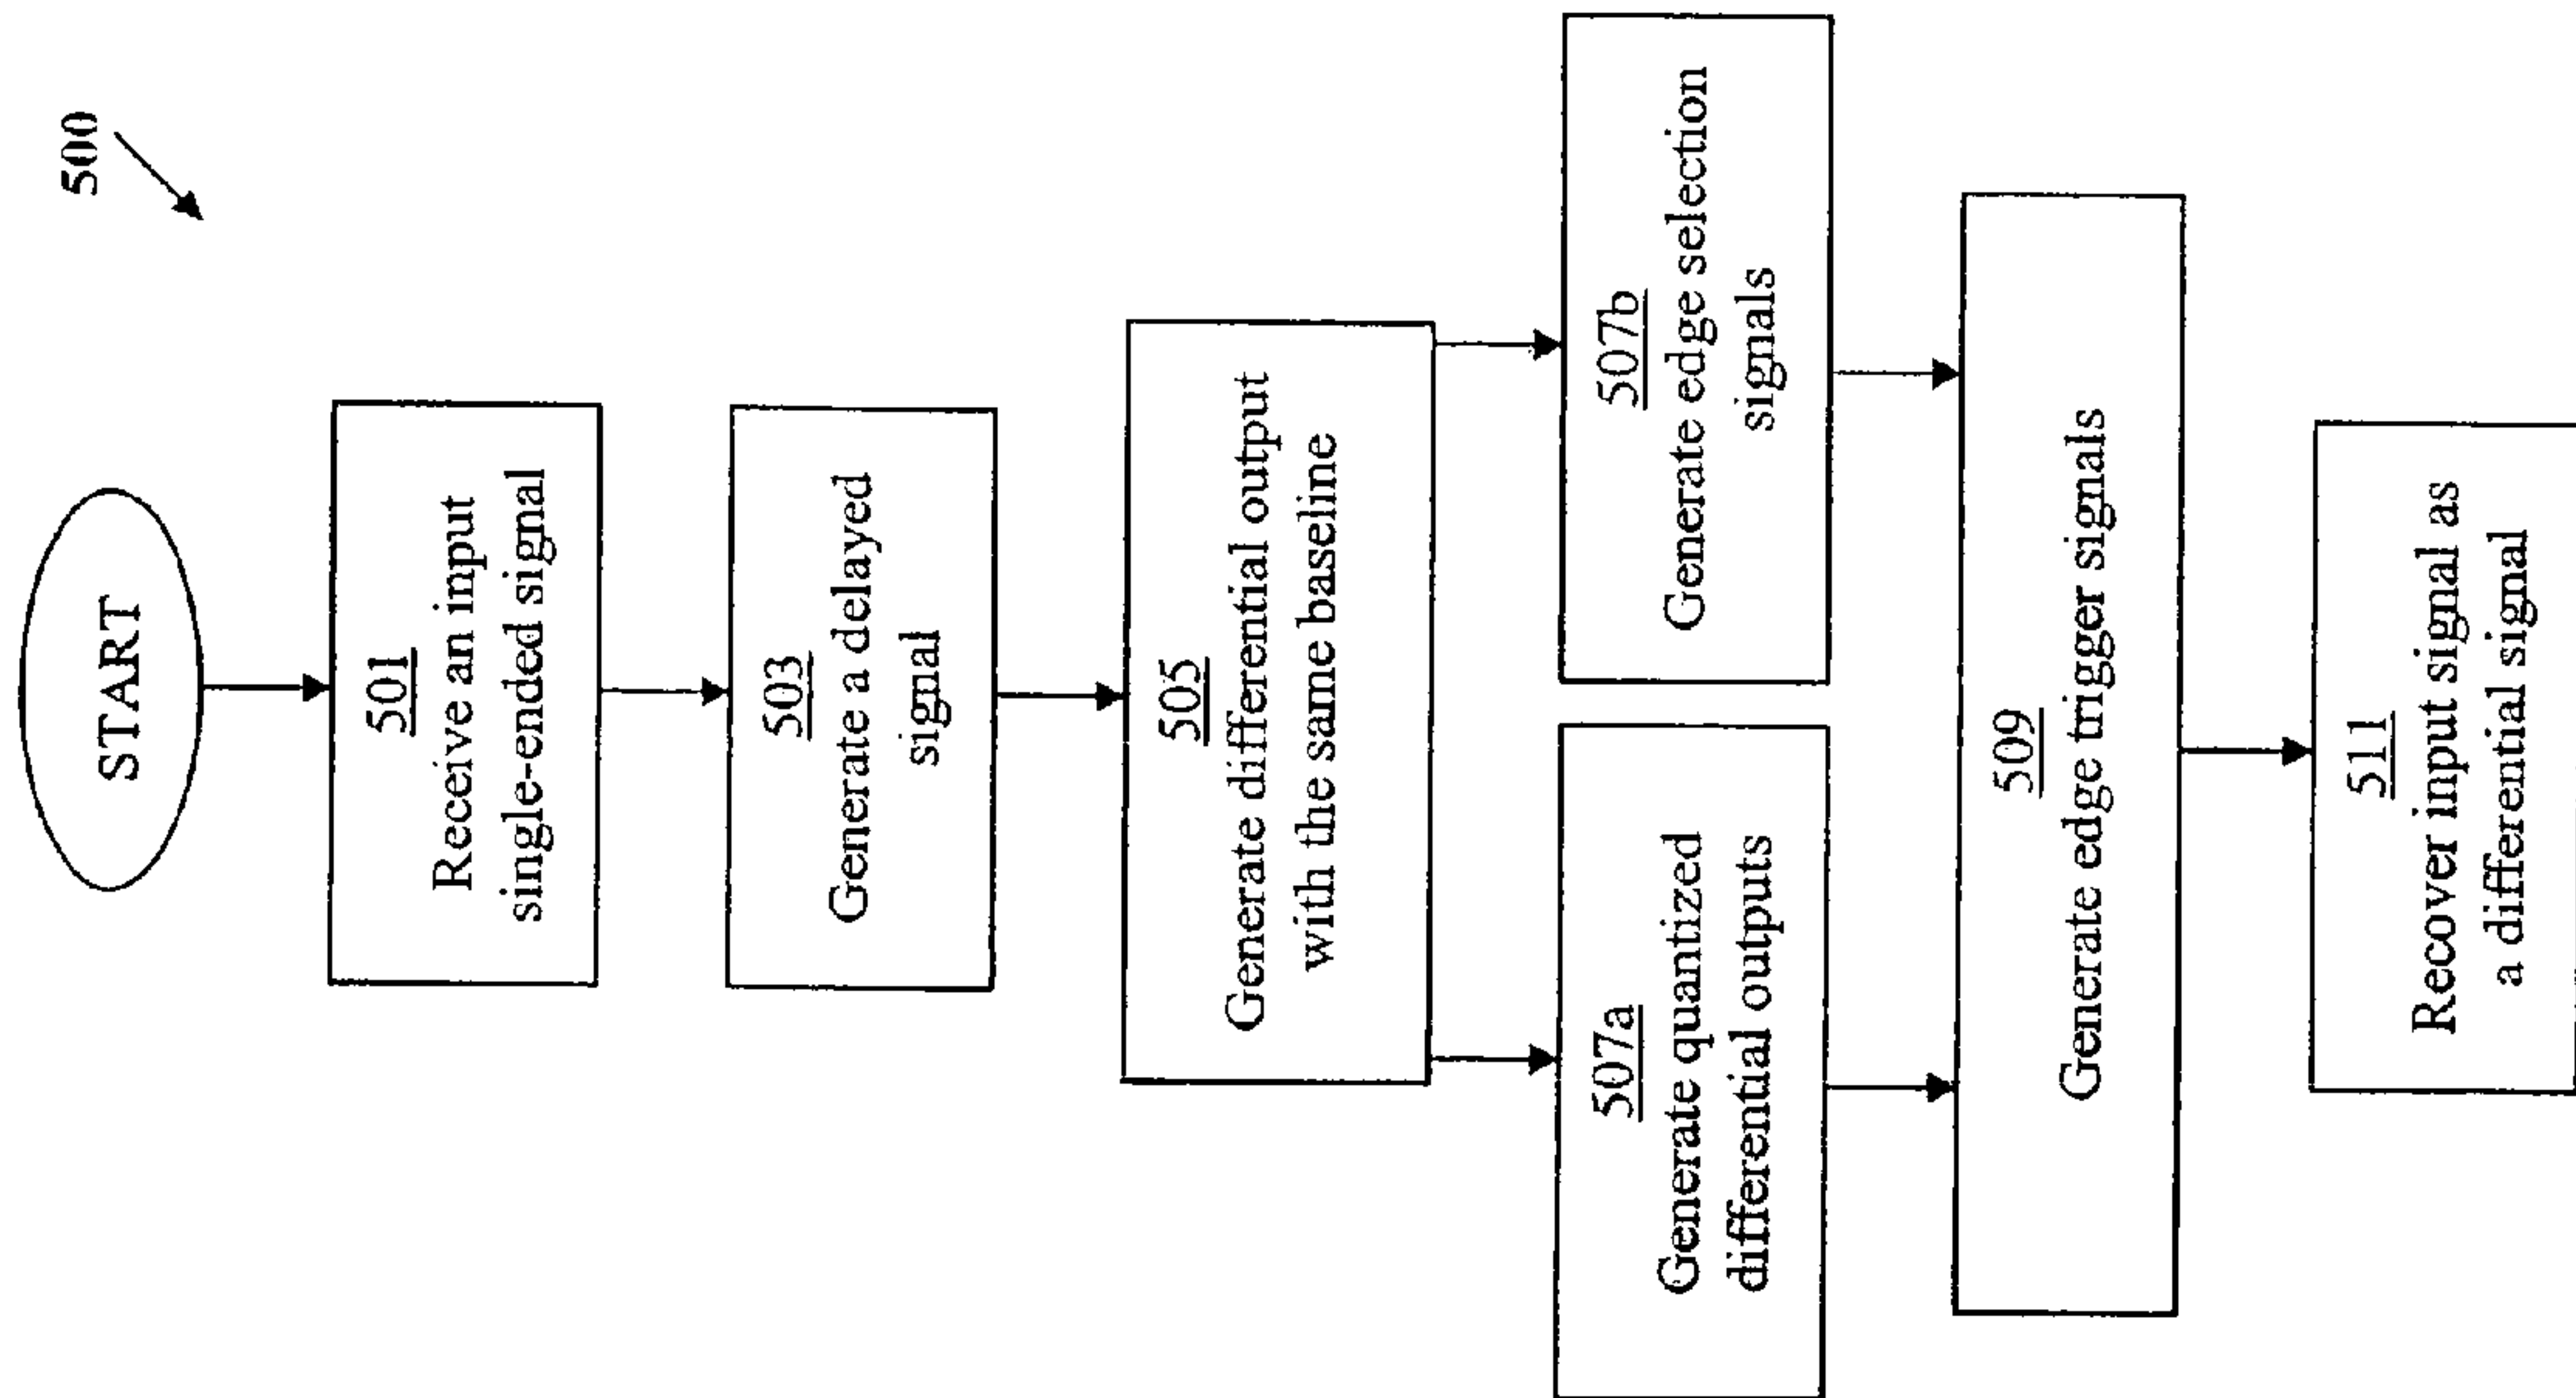 500
START
501
Receive an input
single-ended signal
503
Generate a delayed
signal
505
Generate differential output
with the same baseline
507a
Generate quantized
differential outputs
507b
Generate edge selection
signals
509
Generate edge trigger signals
511
Recover input signal as
a differential signal